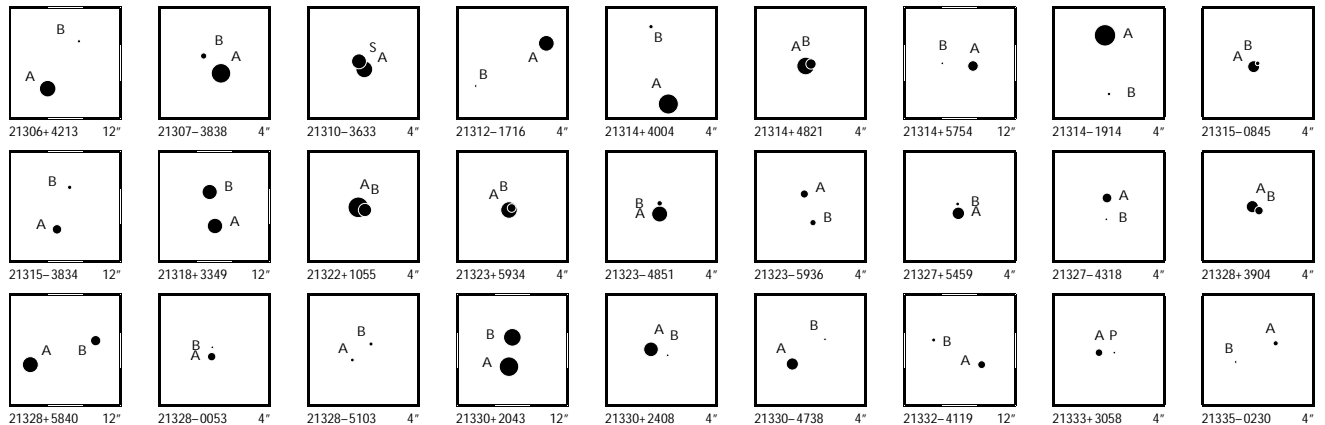 B
A
21306+4213 12″
B
A
21307−3838 4″
S
A
21310−3633 4″
A
B
21312−1716 4″
B
A
21314+4004 4″
A B
21314+4821 4″
B A
21314+5754 12″
A
B
21314−1914 4″
B
A
21315−0845 4″
B
A
21315−3834 12″
B
A
21318+3349 12″
A B
21322+1055 4″
A B
21323+5934 4″
B
A
21323−4851 4″
A
B
21323−5936 4″
B
A
21327+5459 4″
A
B
21327−4318 4″
A
B
21328+3904 4″
A B
21328+5840 12″
B
A
21328−0053 4″
B
A
21328−5103 4″
B
A
21330+2043 12″
A
B
21330+2408 4″
B
A
21330−4738 4″
B
A
21332−4119 12″
A P
21333+3058 4″
A
B
21335−0230 4″